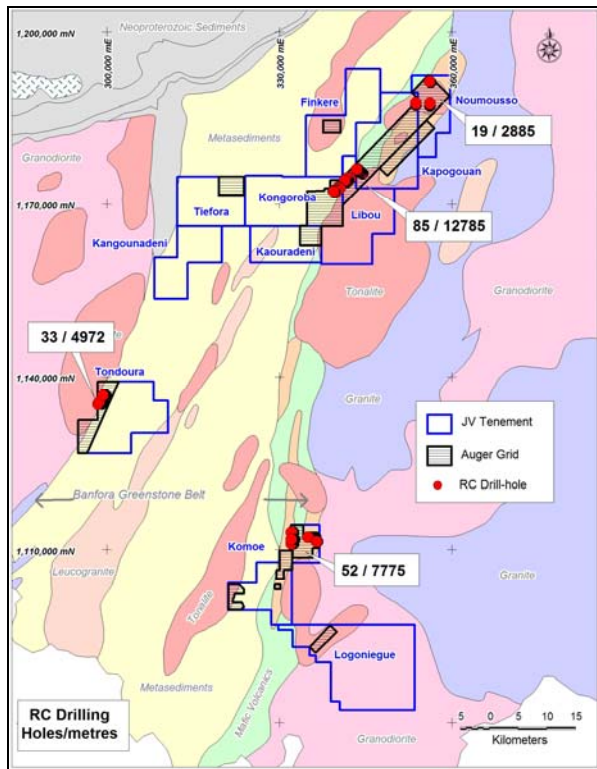 1,200,000 mN
300,000 mE
Neoproterozoic Sediments
330,000 mE
360,000 mE
Finkere
Noumousso
19 / 2885
Metasediments
Granodiorite
Kapogouan
1,170,000 mN
Tiefora
Kongoroba
Libou
85 / 12785
Kangounadeni
Kaouradeni
Tonalite
Granodiorite
33 / 4972
Granodiorite
1,140,000 mN
Tondoura
Granite
JV Tenement
Auger Grid
RC Drill-hole
Banfora Greenstone Belt
Komoe
1,110,000 mN
52 / 7775
Granite
Leucogranite
Tonalite
Logoniegue
Metasediments
Mafic Volcanics
RC Drilling
Holes/metres
5 0 5 10 15
Kilometers
Granodiorite